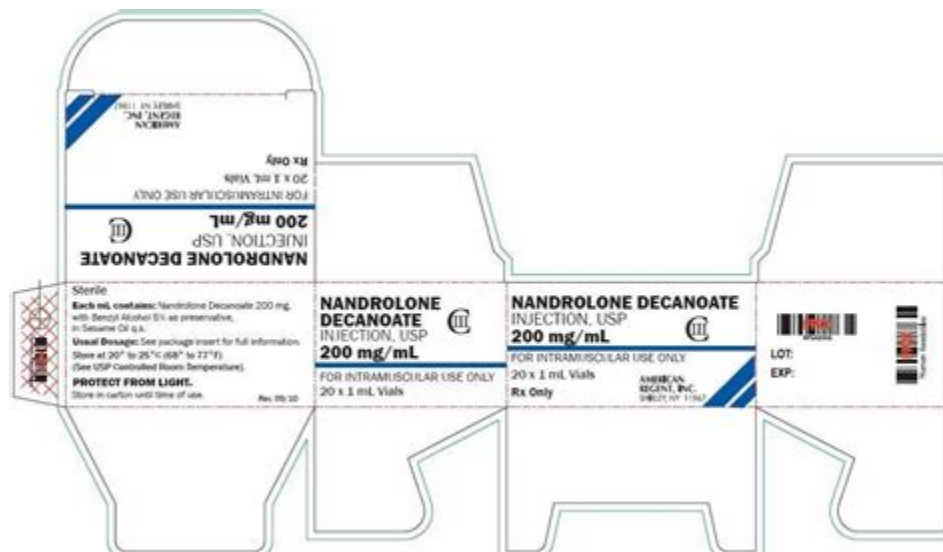 AMERICAN
REGENT, INC.
SHIRLEY, NY 11967
Rx Only
20 x 1 mL Vials
FOR INTRAMUSCULAR USE ONLY
200 mg/mL
INJECTION, USP
CIII
NANDROLONE DECANOATE
Sterile
Each mL contains: Nandrolone Decanoate 200 mg,
with Benzyl Alcohol 5% as preservative,
in Sesame Oil q.s.
Usual Dosage: See package insert for full information.
Store at 20° to 25°C (68° to 77°F)
(See USP Controlled Room Temperature).
PROTECT FROM LIGHT.
Store in carton until time of use.
Rev. 09/10
NANDROLONE
DECANOATE
CIII
INJECTION, USP
200 mg/mL
FOR INTRAMUSCULAR USE ONLY
20 x 1 mL Vials
NANDROLONE DECANOATE
INJECTION, USP
CIII
200 mg/mL
FOR INTRAMUSCULAR USE ONLY
20 x 1 mL Vials
Rx Only
AMERICAN
REGENT, INC.
SHIRLEY, NY 11967
LOT:
EXP: